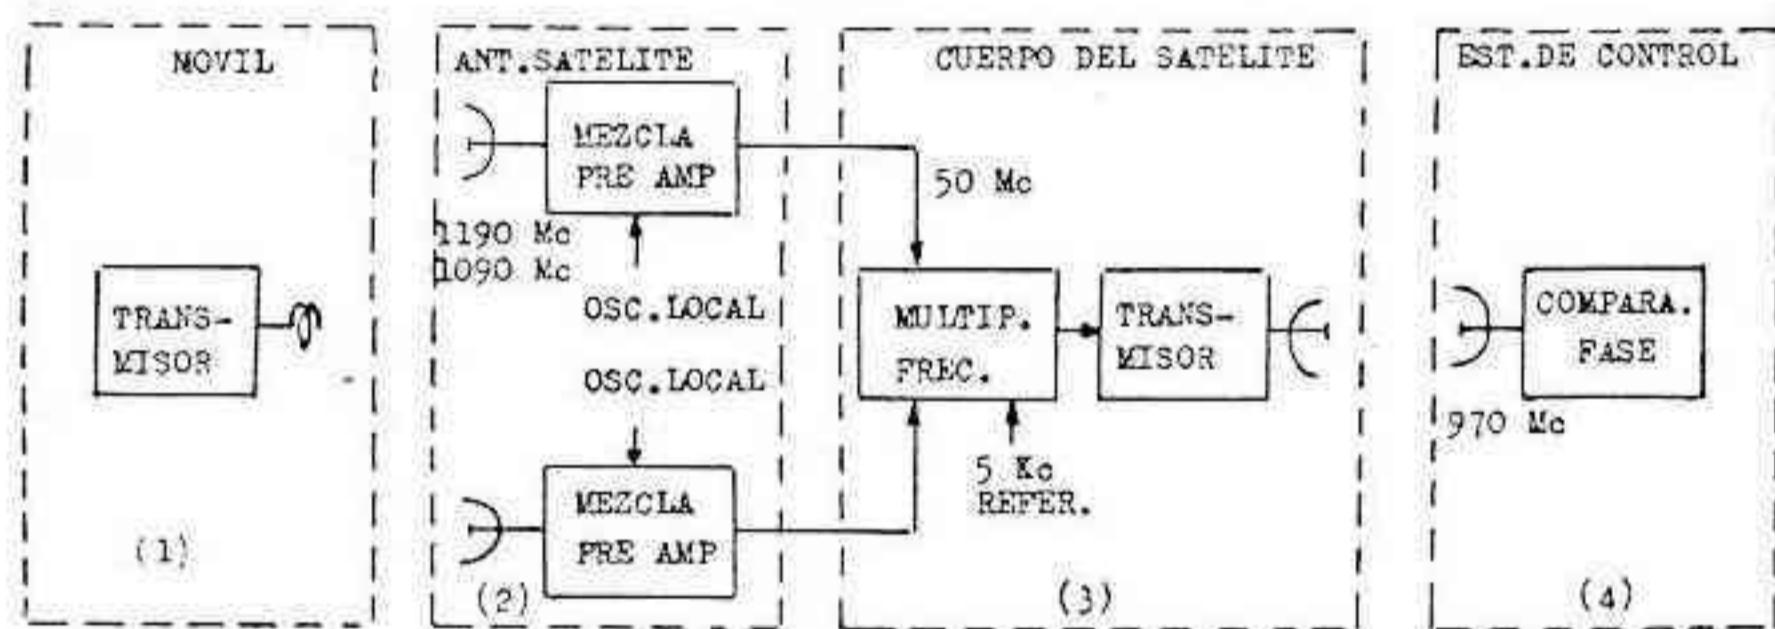 MOVIL
TRANS-
MISOR
(1)
ANT.SATELITE
MEZCLA
PRE AMP
1190 Mc
1090 Mc
OSC.LOCAL
OSC.LOCAL
MEZCLA
PRE AMP
(2)
CUERPO DEL SATELITE
50 Mc
MULTIP.
FREC.
TRANS-
MISOR
5 Kc
REFER.
(3)
EST.DE CONTROL
COMPARA.
FASE
970 Mc
(4)